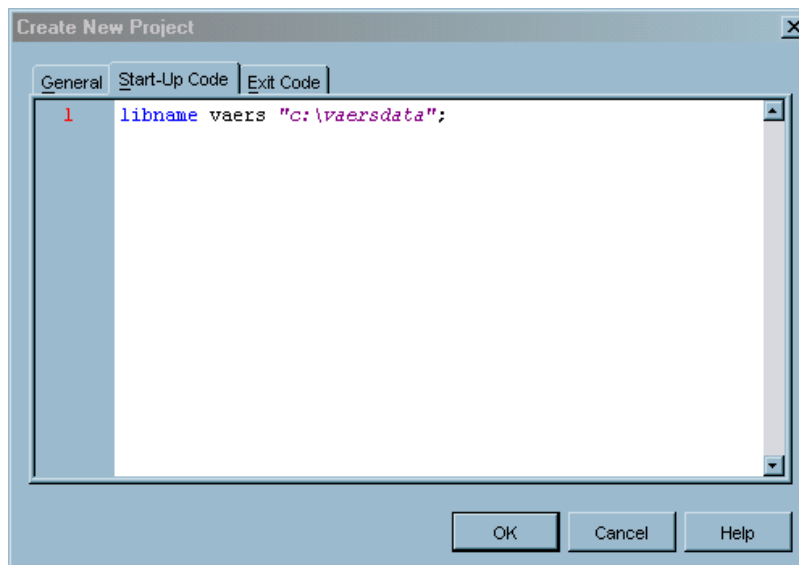 Create New Project
General Start-Up Code Exit Code
1 libname vaers "c:\vaersdata";
OK Cancel Help